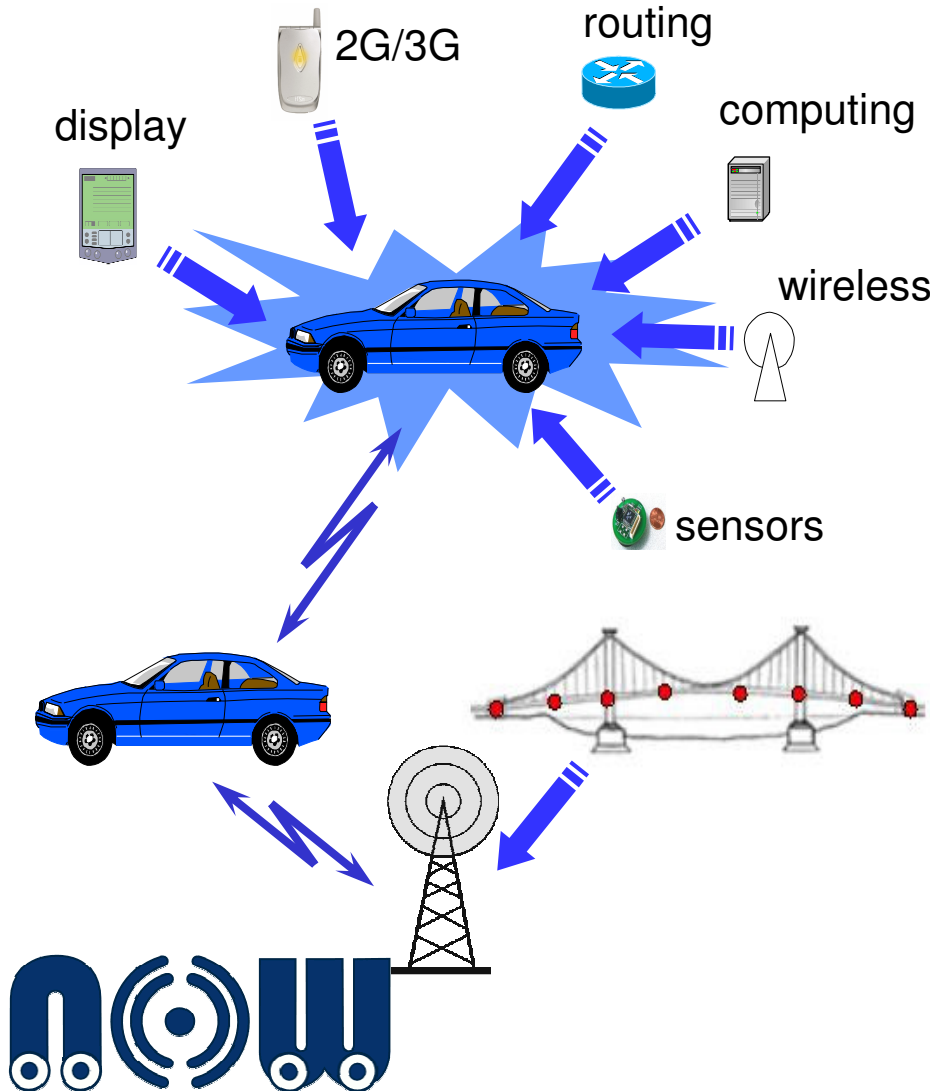 routing
2G/3G
computing
display
wireless
sensors
now